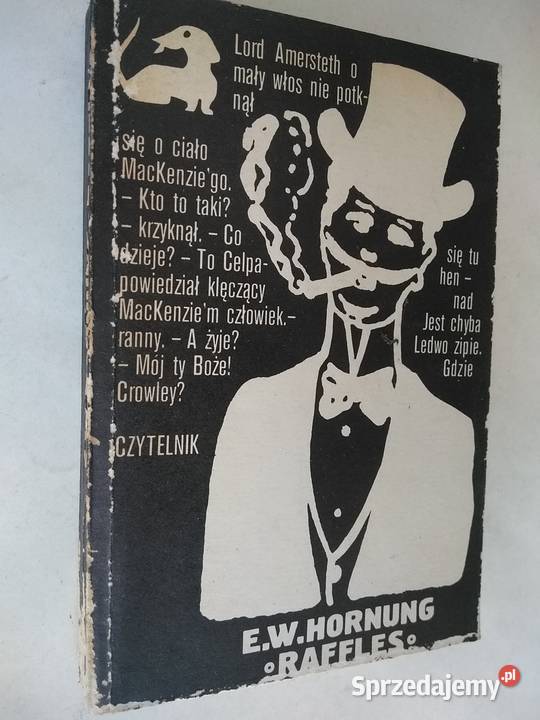 Lord Amersteth o
mały włos nie potk-
nął
się o ciało
MacKenzie'go.
– Kto to taki?
– krzyknął. – Co się tu
dzieje? – To Celpa- hen –
powiedział klęczący nad
MacKenzie'm człowiek.– Jest chyba
ranny. – A żyje? Ledwo zipie.
– Mój ty Boże! Gdzie
Crowley?
CZYTELNIK
E.W.HORNUNG
RAFFLES
Sprzedajemy.pl